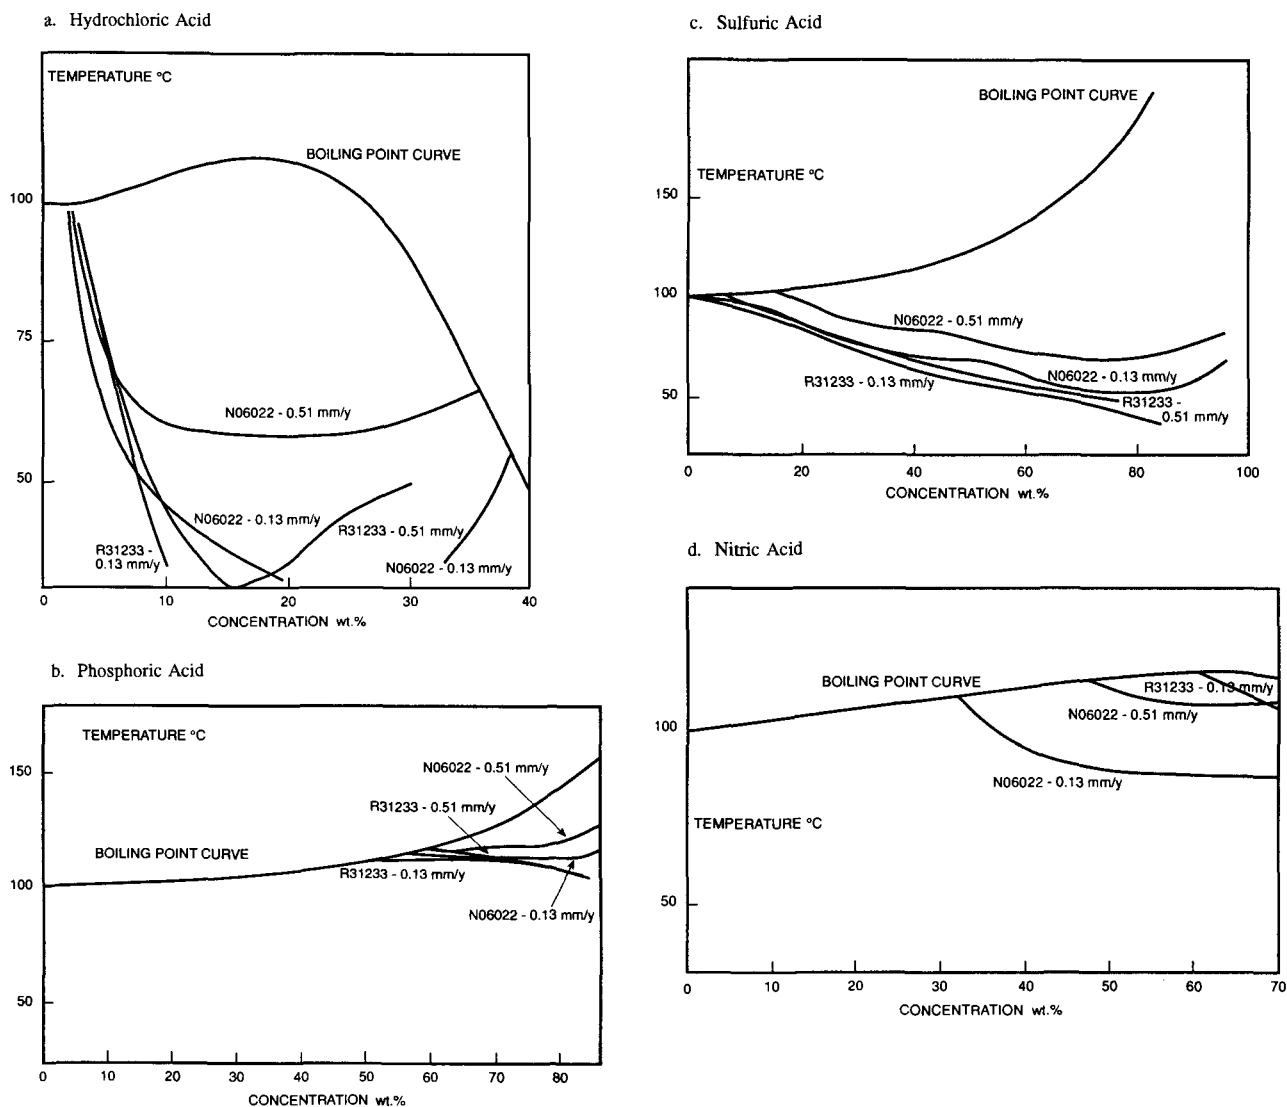 a. Hydrochloric Acid
TEMPERATURE °C
BOILING POINT CURVE
100
75
50
N06022 - 0.51 mm/y
N06022 - 0.13 mm/y
R31233 - 0.51 mm/y
R31233 -
0.13 mm/y
N06022 - 0.13 mm/y
0 10 20 30 40
CONCENTRATION wt.%
b. Phosphoric Acid
TEMPERATURE °C
150
N06022 - 0.51 mm/y
R31233 - 0.51 mm/y
BOILING POINT CURVE
100
R31233 - 0.13 mm/y
N06022 - 0.13 mm/y
50
0 10 20 30 40 50 60 70 80
CONCENTRATION wt.%
c. Sulfuric Acid
BOILING POINT CURVE
TEMPERATURE °C
150
100
N06022 - 0.51 mm/y
N06022 - 0.13 mm/y
R31233 - 0.13 mm/y
R31233 -
0.51 mm/y
50
0 20 40 60 80 100
CONCENTRATION wt.%
d. Nitric Acid
BOILING POINT CURVE
R31233 - 0.13 mm/y
N06022 - 0.51 mm/y
100
N06022 - 0.13 mm/y
TEMPERATURE °C
50
0 10 20 30 40 50 60 70
CONCENTRATION wt.%